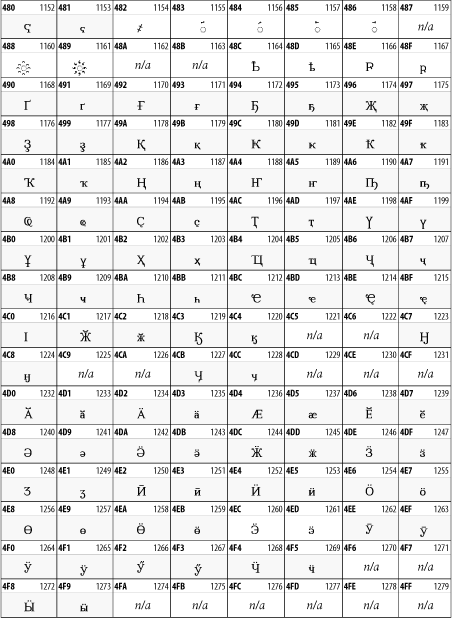 480 1152 481 1153 482 1154 483 1155 484 1156 485 1157 486 1158 487 1159
Ҁ ҁ ҂ ◌҃ ◌҄ ◌҅ ◌҆ n/a
488 1160 489 1161 48A 1162 48B 1163 48C 1164 48D 1165 48E 1166 48F 1167
◌҈ ◌҉ n/a n/a Ҍ ҍ Ҏ ҏ
490 1168 491 1169 492 1170 493 1171 494 1172 495 1173 496 1174 497 1175
Ґ ґ Ғ ғ Ҕ ҕ Җ җ
498 1176 499 1177 49A 1178 49B 1179 49C 1180 49D 1181 49E 1182 49F 1183
Ҙ ҙ Қ қ Ҝ ҝ Ҟ ҟ
4A0 1184 4A1 1185 4A2 1186 4A3 1187 4A4 1188 4A5 1189 4A6 1190 4A7 1191
Ҡ ҡ Ң ң Ҥ ҥ Ҧ ҧ
4A8 1192 4A9 1193 4AA 1194 4AB 1195 4AC 1196 4AD 1197 4AE 1198 4AF 1199
Ҩ ҩ Ҫ ҫ Ҭ ҭ Ү ү
4B0 1200 4B1 1201 4B2 1202 4B3 1203 4B4 1204 4B5 1205 4B6 1206 4B7 1207
Ұ ұ Ҳ ҳ Ҵ ҵ Ҷ ҷ
4B8 1208 4B9 1209 4BA 1210 4BB 1211 4BC 1212 4BD 1213 4BE 1214 4BF 1215
Ҹ ҹ Һ һ Ҽ ҽ Ҿ ҿ
4C0 1216 4C1 1217 4C2 1218 4C3 1219 4C4 1220 4C5 1221 4C6 1222 4C7 1223
Ӏ Ӂ ӂ Ӄ ӄ n/a n/a Ӈ
4C8 1224 4C9 1225 4CA 1226 4CB 1227 4CC 1228 4CD 1229 4CE 1230 4CF 1231
ӈ n/a n/a Ӌ ӌ n/a n/a n/a
4D0 1232 4D1 1233 4D2 1234 4D3 1235 4D4 1236 4D5 1237 4D6 1238 4D7 1239
Ӑ ӑ Ӓ ӓ Ӕ ӕ Ӗ ӗ
4D8 1240 4D9 1241 4DA 1242 4DB 1243 4DC 1244 4DD 1245 4DE 1246 4DF 1247
Ә ә Ӛ ӛ Ӝ ӝ Ӟ ӟ
4E0 1248 4E1 1249 4E2 1250 4E3 1251 4E4 1252 4E5 1253 4E6 1254 4E7 1255
Ӡ ӡ Ӣ ӣ Ӥ ӥ Ӧ ӧ
4E8 1256 4E9 1257 4EA 1258 4EB 1259 4EC 1260 4ED 1261 4EE 1262 4EF 1263
Ө ө Ӫ ӫ Ӭ ӭ Ӯ ӯ
4F0 1264 4F1 1265 4F2 1266 4F3 1267 4F4 1268 4F5 1269 4F6 1270 4F7 1271
Ӱ ӱ Ӳ ӳ Ӵ ӵ n/a n/a
4F8 1272 4F9 1273 4FA 1274 4FB 1275 4FC 1276 4FD 1277 4FE 1278 4FF 1279
Ӹ ӹ n/a n/a n/a n/a n/a n/a